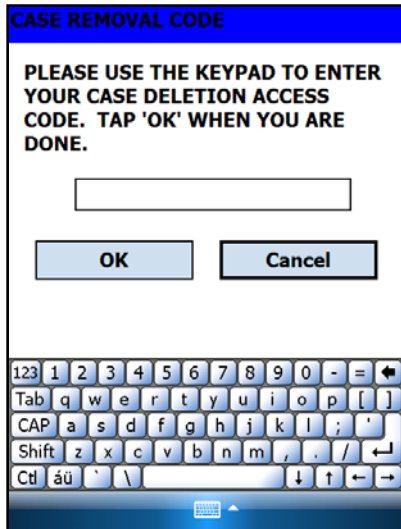 CASE REMOVAL CODE
PLEASE USE THE KEYPAD TO ENTER
YOUR CASE DELETION ACCESS
CODE.  TAP 'OK' WHEN YOU ARE
DONE.
OK Cancel
123 1 2 3 4 5 6 7 8 9 0 - = 🡄
Tab q w e r t y u i o p [ ]
CAP a s d f g h j k l ; '
Shift z x c v b n m , . / ↵
Ctl áü ` \ ↓ ↑ ← →